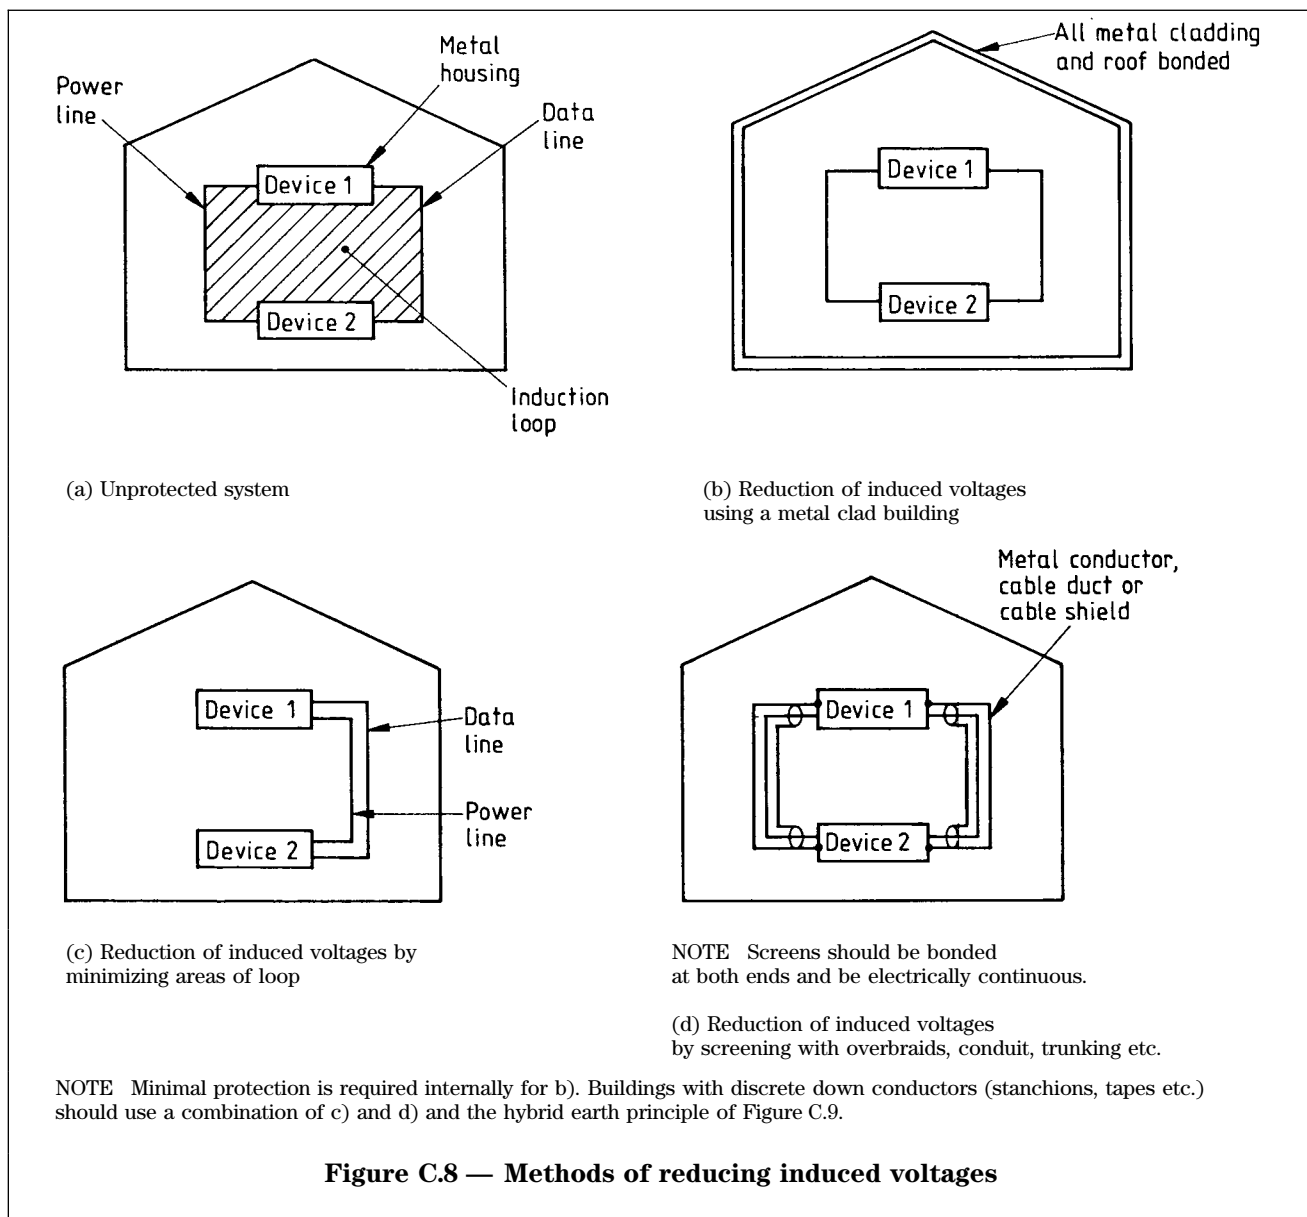 Metal
housing
Power
line
Data
line
Device 1
Device 2
Induction
loop
(a) Unprotected system
All metal cladding
and roof bonded
Device 1
Device 2
(b) Reduction of induced voltages
using a metal clad building
Device 1
Data
line
Power
line
Device 2
(c) Reduction of induced voltages by
minimizing areas of loop
Metal conductor,
cable duct or
cable shield
Device 1
Device 2
NOTE Screens should be bonded
at both ends and be electrically continuous.
(d) Reduction of induced voltages
by screening with overbraids, conduit, trunking etc.
NOTE Minimal protection is required internally for b). Buildings with discrete down conductors (stanchions, tapes etc.)
should use a combination of c) and d) and the hybrid earth principle of Figure C.9.
Figure C.8 — Methods of reducing induced voltages